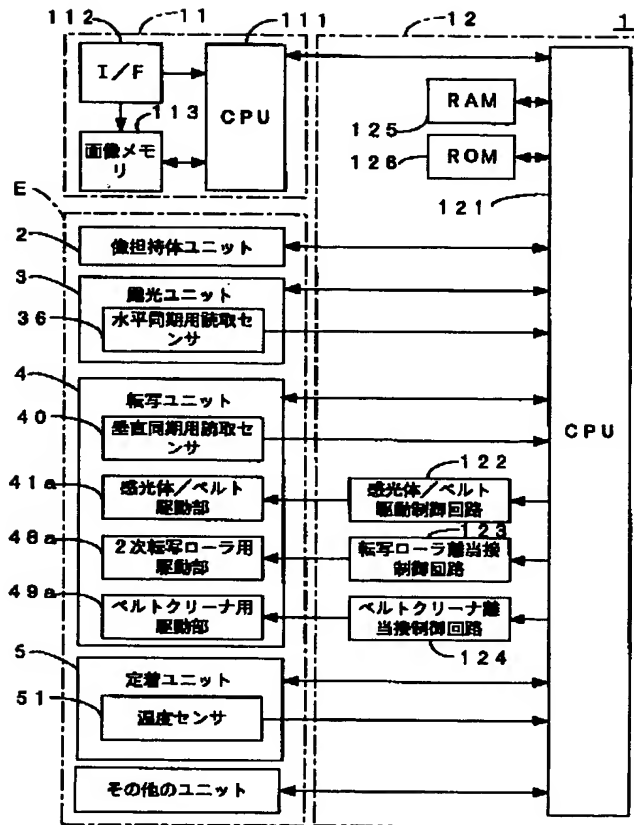 112
11
111
12
1
I/F
113
CPU
画像メモ
リ
RAM
125
ROM
126
121
E
2
像担持体ユニット
3
露光ユニット
36
水平同期用読取セ
ンサ
4
転写ユニット
40
垂直同期用読取セ
ンサ
CPU
122
41a
感光体／ベルト
駆動部
感光体／ベルト
駆動制御回路
123
48a
2次転写ローラ用
駆動部
転写ローラ離当接
制御回路
49a
ベルトクリーナ用
駆動部
ベルトクリーナ離
当接制御回路
124
5
定着ユニット
51
温度センサ
その他のユニット